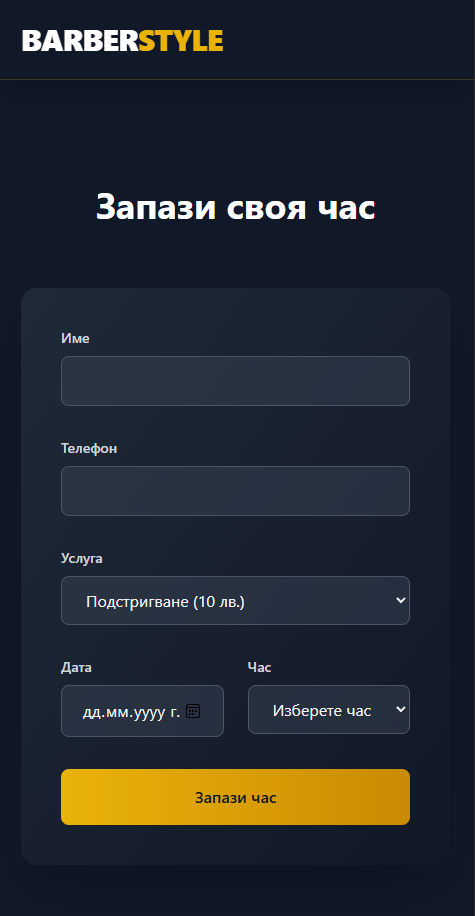 BARBERSTYLE
Запази своя час
Име
Телефон
Услуга
Подстригване (10 лв.)
Дата
Час
дд.мм.уууу г.
Изберете час
Запази час